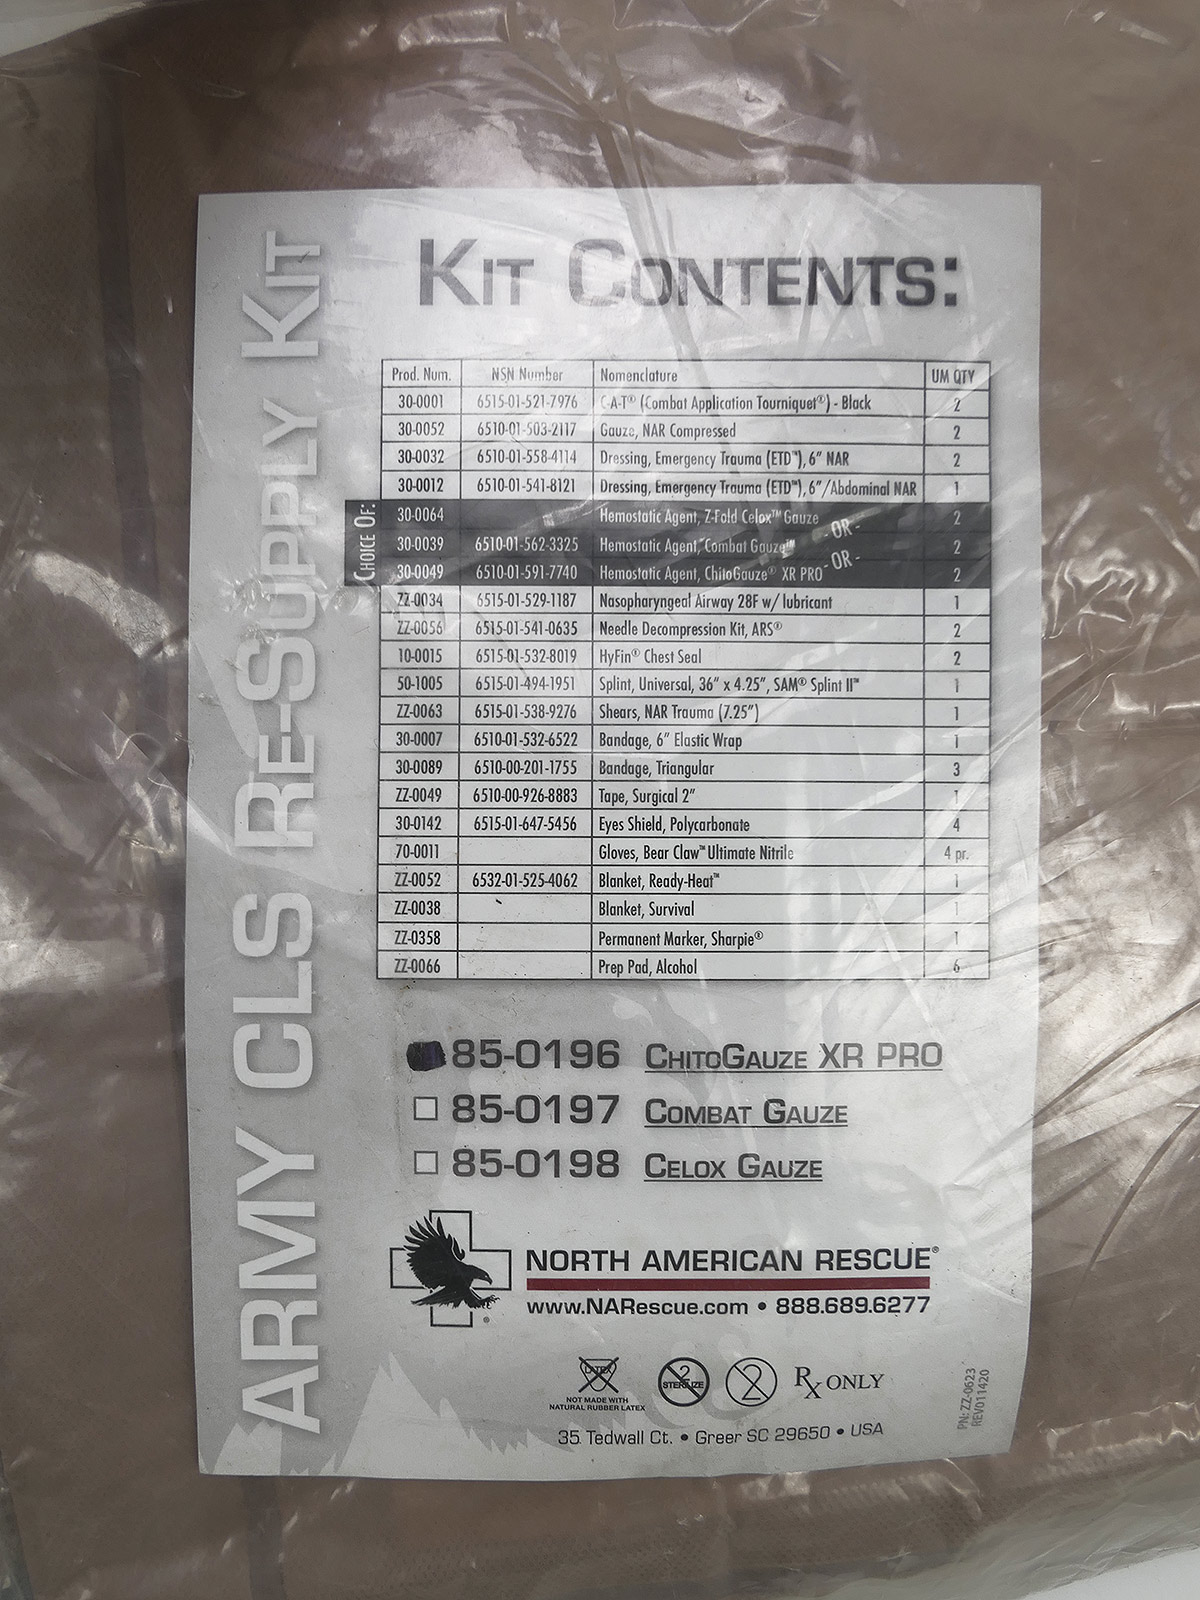 ARMY CLS RE-SUPPLY KIT
KIT CONTENTS:
Prod. Num. NSN Number Nomenclature UM QTY
30-0001 6515-01-521-7976 C-A-T® (Combat Application Tourniquet®) - Black 2
30-0052 6510-01-503-2117 Gauze, NAR Compressed 2
30-0032 6510-01-558-4114 Dressing, Emergency Trauma (ETD™), 6" NAR 2
30-0012 6510-01-541-8121 Dressing, Emergency Trauma (ETD™), 6"/Abdominal NAR 1
CHOICE OF:
30-0064 Hemostatic Agent, Z-Fold Celox™ Gauze 2
- OR -
30-0039 6510-01-562-3325 Hemostatic Agent, Combat Gauze™ 2
- OR -
30-0049 6510-01-591-7740 Hemostatic Agent, ChitoGauze® XR PRO 2
ZZ-0034 6515-01-529-1187 Nasopharyngeal Airway 28F w/ lubricant 1
ZZ-0056 6515-01-541-0635 Needle Decompression Kit, ARS® 2
10-0015 6515-01-532-8019 HyFin® Chest Seal 2
50-1005 6515-01-494-1951 Splint, Universal, 36" x 4.25", SAM® Splint II™ 1
ZZ-0063 6515-01-538-9276 Shears, NAR Trauma (7.25") 1
30-0007 6510-01-532-6522 Bandage, 6" Elastic Wrap 1
30-0089 6510-00-201-1755 Bandage, Triangular 3
ZZ-0049 6510-00-926-8883 Tape, Surgical 2" 1
30-0142 6515-01-647-5456 Eyes Shield, Polycarbonate 4
70-0011 Gloves, Bear Claw™ Ultimate Nitrile 4 pr.
ZZ-0052 6532-01-525-4062 Blanket, Ready-Heat™ 1
ZZ-0038 Blanket, Survival 1
ZZ-0358 Permanent Marker, Sharpie® 1
ZZ-0066 Prep Pad, Alcohol 6
85-0196 CHITOGAUZE XR PRO
85-0197 COMBAT GAUZE
85-0198 CELOX GAUZE
NORTH AMERICAN RESCUE®
www.NARescue.com • 888.689.6277
®
LATEX
NOT MADE WITH
NATURAL RUBBER LATEX
2
STERILIZE
2
Rx ONLY
35 Tedwall Ct. • Greer SC 29650 • USA
PN: ZZ-0623
REV011420